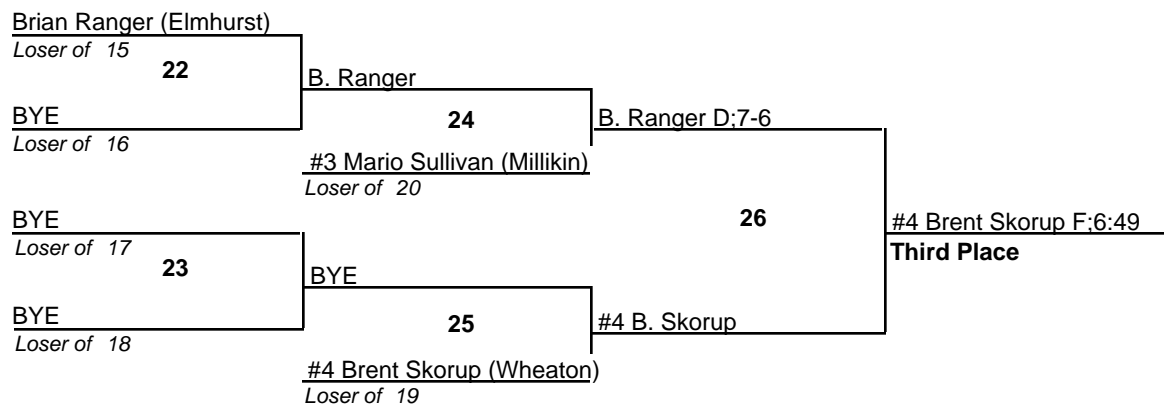 Brian Ranger (Elmhurst)
Loser of 15
22
B. Ranger
BYE
Loser of 16
24
B. Ranger D;7-6
#3 Mario Sullivan (Millikin)
Loser of 20
BYE
Loser of 17
26
#4 Brent Skorup F;6:49
Third Place
23
BYE
BYE
Loser of 18
25
#4 B. Skorup
#4 Brent Skorup (Wheaton)
Loser of 19